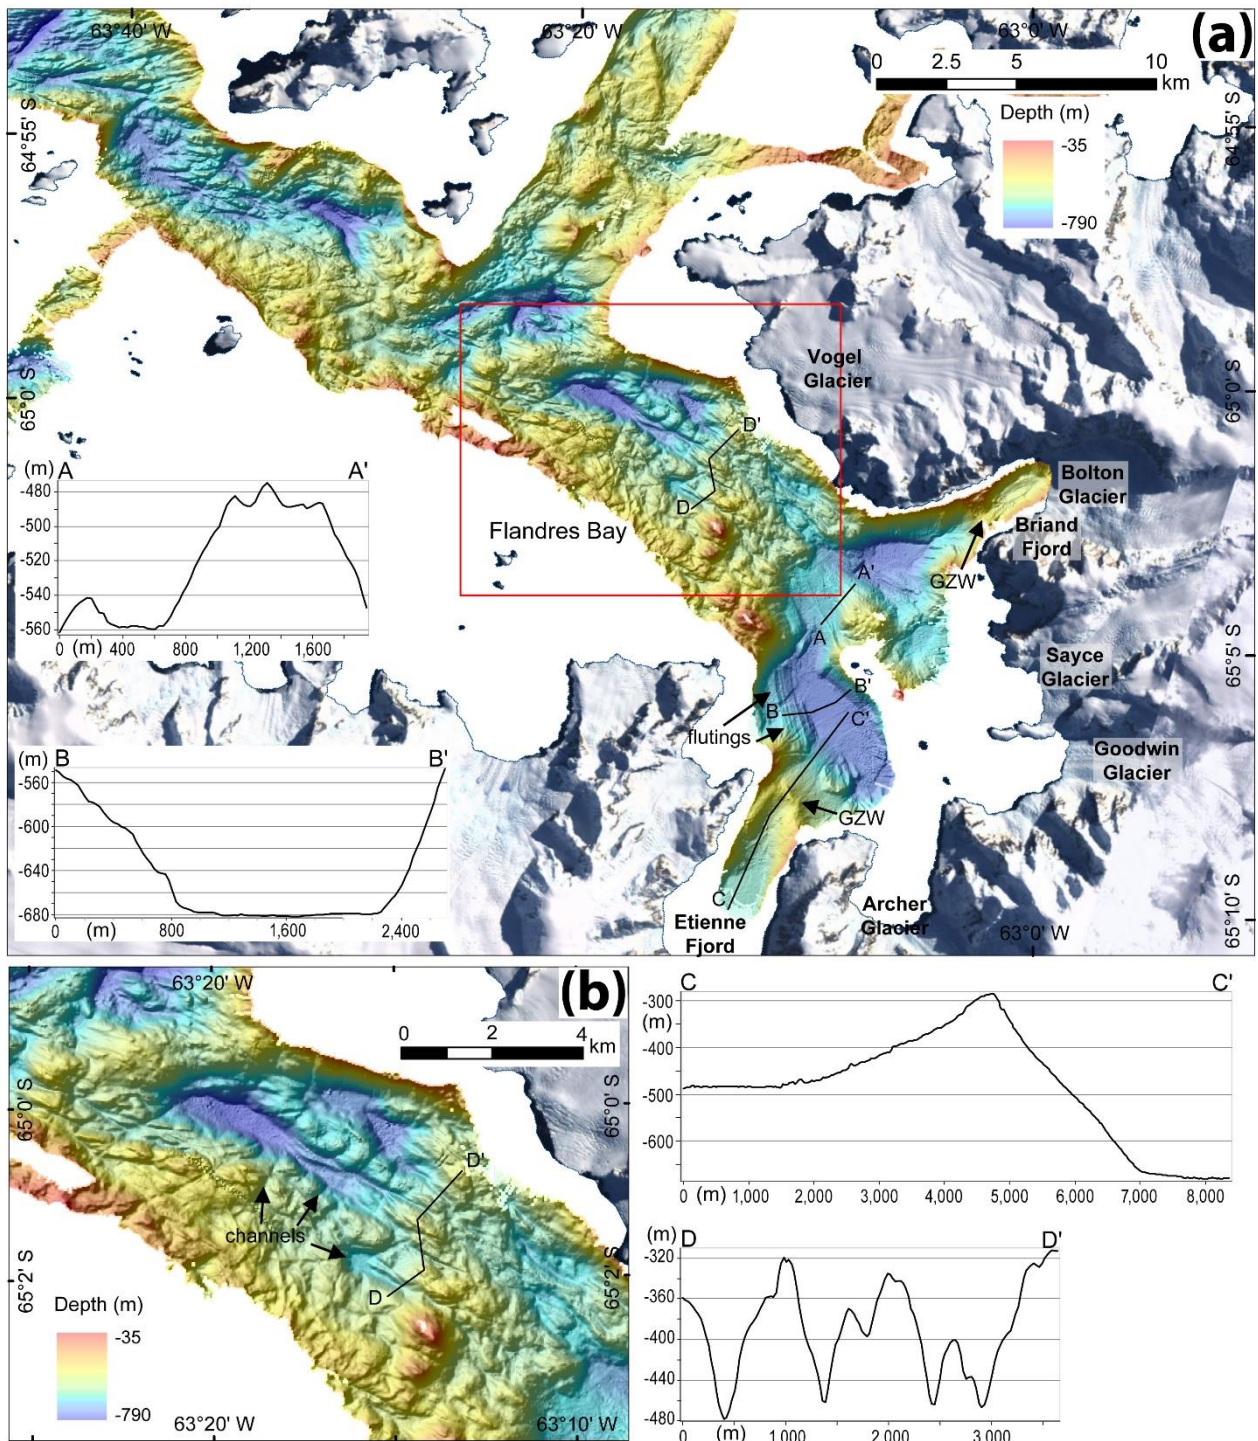 63°40' W
63°20' W
63°0' W
(a)
0 2.5 5 10
km
Depth (m)
-35
-790
64°55' S
64°55' S
65°0' S
65°0' S
65°5' S
65°10' S
Vogel
Glacier
Bolton
Glacier
Briand
Fjord
GZW
D'
D
Flandres Bay
A'
A
B'
B
C'
flutings
GZW
Sayce
Glacier
Goodwin
Glacier
C
Etienne
Fjord
Archer
Glacier
63°0' W
(m) A A'
-480
-500
-520
-540
-560
0 (m) 400 800 1,200 1,600
(m) B B'
-560
-600
-640
-680
0 (m) 800 1,600 2,400
63°20' W
(b)
0 2 4
km
65°0' S
65°0' S
D'
channels
D
65°2' S
65°2' S
Depth (m)
-35
-790
63°20' W
63°10' W
C C'
-300
(m)
-400
-500
-600
0 (m) 1,000 2,000 3,000 4,000 5,000 6,000 7,000 8,000
(m) D D'
-320
-360
-400
-440
-480
0 (m) 1,000 2,000 3,000